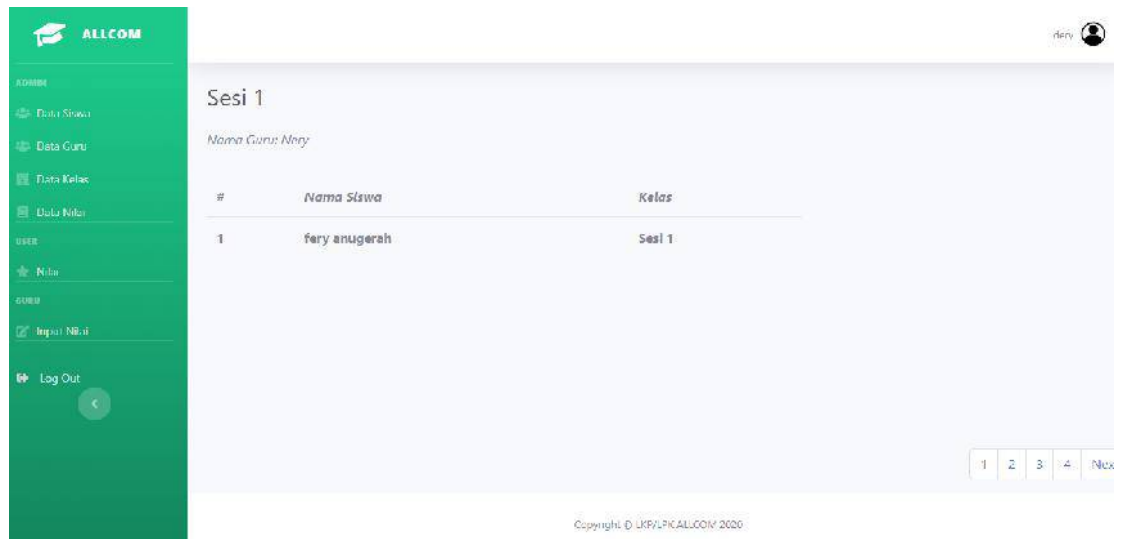 ALLCOM
dery
Data Siswa
Data Guru
Data Kelas
Data Nilai
USER
Nilai
GURU
Input Nilai
Log Out
Sesi 1
Nama Guru: Nery
# Nama Siswa Kelas
1 fery anugerah Sesi 1
1 2 3 4 Nex
Copyright © LKP/LPK ALLCOM 2020